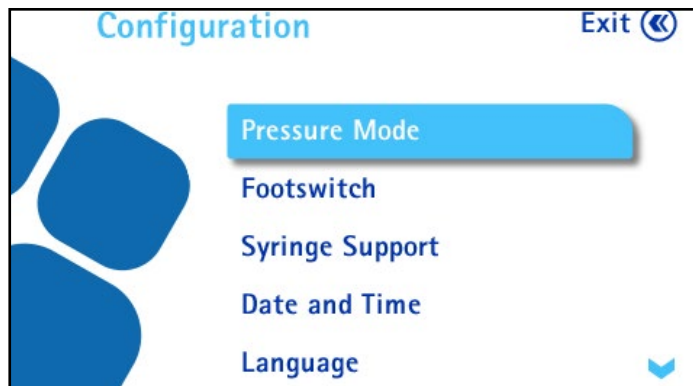 Configuration
Exit
Pressure Mode
Footswitch
Syringe Support
Date and Time
Language